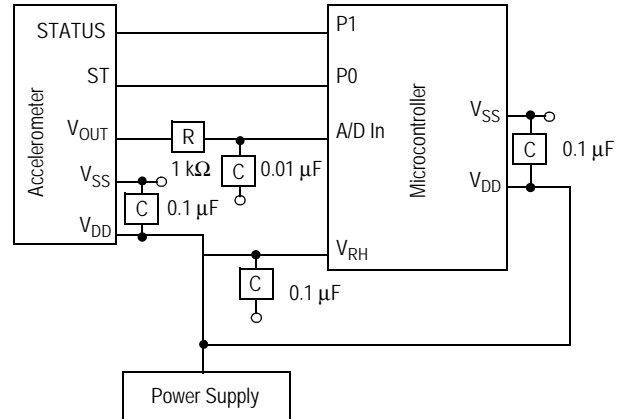 STATUS
P1
ST
P0
Accelerometer
V_OUT
R
A/D In
1 kΩ
C
0.01 μF
Microcontroller
V_SS
C
0.1 μF
V_DD
V_SS
C
0.1 μF
V_DD
V_RH
C
0.1 μF
Power Supply